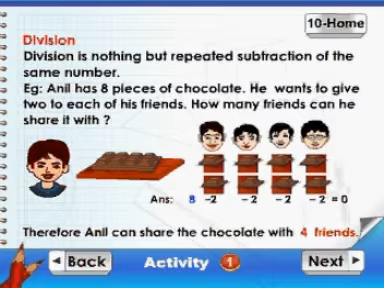 10-Home
Division
Division is nothing but repeated subtraction of the
same number.
Eg: Anil has 8 pieces of chocolate. He wants to give
two to each of his friends. How many friends can he
share it with ?
Ans: 8 -2 -2 -2 -2 = 0
Therefore Anil can share the chocolate with 4 friends.
Back Activity 1 Next